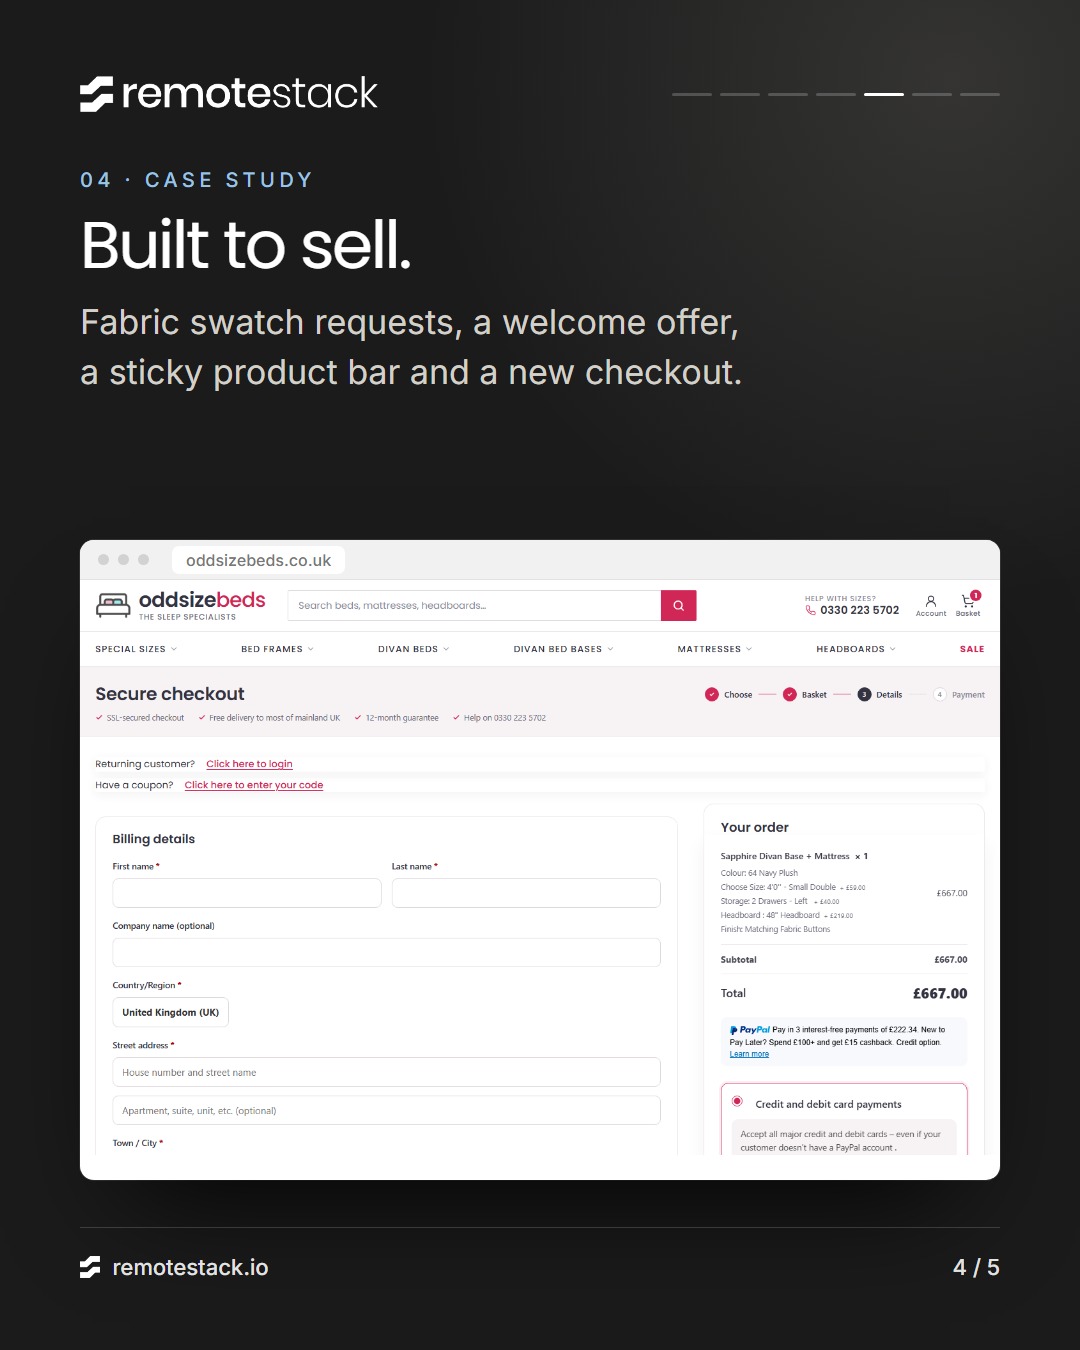 remotestack
04 · CASE STUDY
Built to sell.
Fabric swatch requests, a welcome offer,
a sticky product bar and a new checkout.
oddsizebeds.co.uk
oddsizebeds
THE SLEEP SPECIALISTS
Search beds, mattresses, headboards...
HELP WITH SIZES?
0330 223 5702
Account
1
Basket
SPECIAL SIZES
BED FRAMES
DIVAN BEDS
DIVAN BED BASES
MATTRESSES
HEADBOARDS
SALE
Secure checkout
Choose
Basket
3 Details
4 Payment
SSL-secured checkout
Free delivery to most of mainland UK
12-month guarantee
Help on 0330 223 5702
Returning customer? Click here to login
Have a coupon? Click here to enter your code
Billing details
First name *
Last name *
Company name (optional)
Country/Region *
United Kingdom (UK)
Street address *
House number and street name
Apartment, suite, unit, etc. (optional)
Town / City *
Your order
Sapphire Divan Base + Mattress × 1
Colour: 64 Navy Plush
Choose Size: 4'0" - Small Double + £59.00
Storage: 2 Drawers - Left + £40.00
Headboard : 48" Headboard + £219.00
Finish: Matching Fabric Buttons
£667.00
Subtotal £667.00
Total £667.00
PayPal Pay in 3 interest-free payments of £222.34. New to
Pay Later? Spend £100+ and get £15 cashback. Credit option.
Learn more
Credit and debit card payments
Accept all major credit and debit cards – even if your
customer doesn't have a PayPal account .
remotestack.io
4 / 5